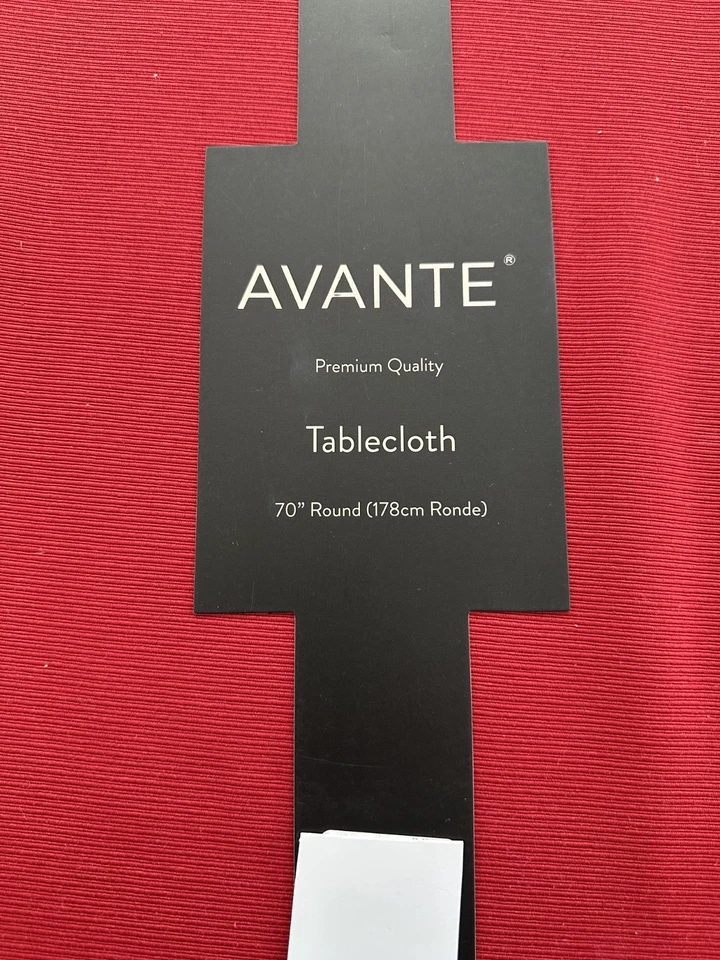 AVANTE®
Premium Quality
Tablecloth
70” Round (178cm Ronde)